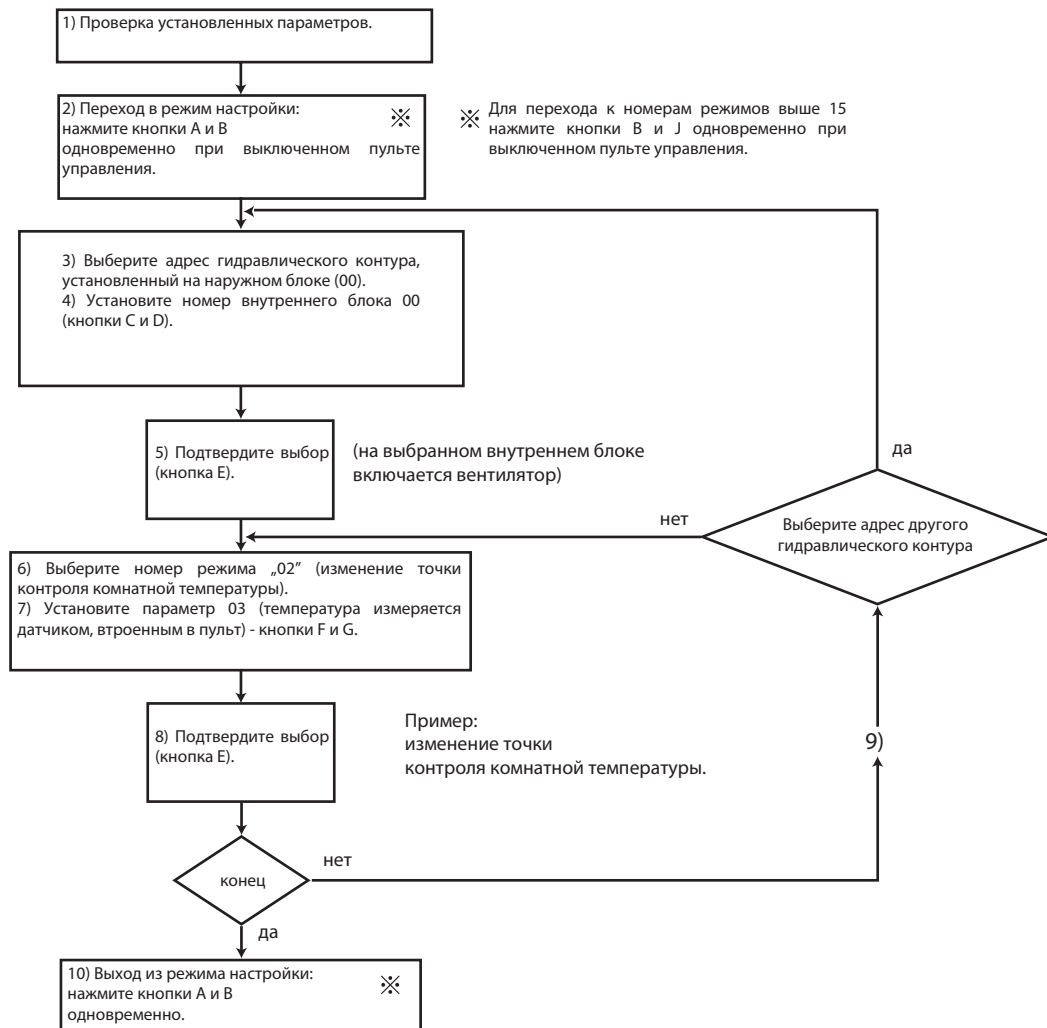 1) Проверка установленных параметров.
2) Переход в режим настройки: ※
нажмите кнопки А и В
одновременно при выключенном пульте
управления.
※ Для перехода к номерам режимов выше 15
нажмите кнопки В и J одновременно при
выключенном пульте управления.
3) Выберите адрес гидравлического контура,
установленный на наружном блоке (00).
4) Установите номер внутреннего блока 00
(кнопки C и D).
5) Подтвердите выбор
(кнопка E).
(на выбранном внутреннем блоке
включается вентилятор)
да
нет
Выберите адрес другого
гидравлического контура
6) Выберите номер режима „02” (изменение точки
контроля комнатной температуры).
7) Установите параметр 03 (температура измеряется
датчиком, втроенным в пульт) - кнопки F и G.
8) Подтвердите выбор
(кнопка E).
Пример:
изменение точки
контроля комнатной температуры.
9)
конец
нет
да
10) Выход из режима настройки: ※
нажмите кнопки А и В
одновременно.